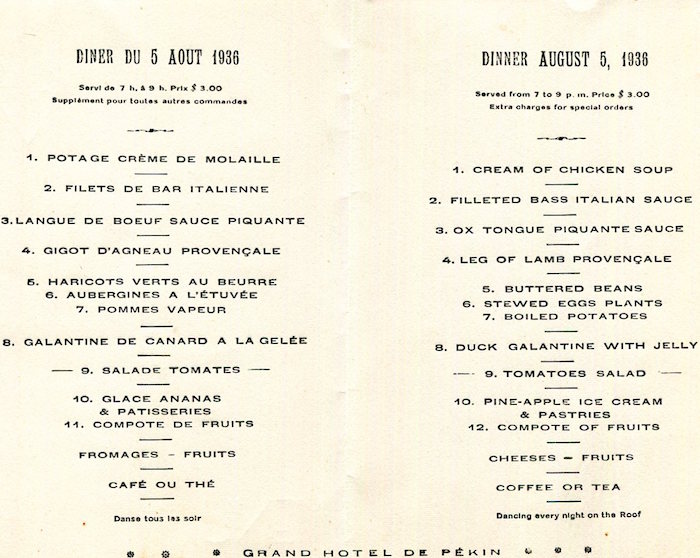 DINER DU 5 AOUT 1936
Servi de 7 h. à 9 h. Prix $ 3.00
Supplément pour toutes autres commandes
1. POTAGE CRÈME DE MOLAILLE
2. FILETS DE BAR ITALIENNE
3. LANGUE DE BOEUF SAUCE PIQUANTE
4. GIGOT D'AGNEAU PROVENÇALE
5. HARICOTS VERTS AU BEURRE
6. AUBERGINES A L'ÉTUVÉE
7. POMMES VAPEUR
8. GALANTINE DE CANARD A LA GELÉE
9. SALADE TOMATES
10. GLACE ANANAS
& PATISSERIES
11. COMPOTE DE FRUITS
FROMAGES - FRUITS
CAFÉ OU THÉ
Danse tous les soir
DINNER AUGUST 5, 1936
Served from 7 to 9 p. m. Price $ 3.00
Extra charges for special orders
1. CREAM OF CHICKEN SOUP
2. FILLETED BASS ITALIAN SAUCE
3. OX TONGUE PIQUANTE SAUCE
4. LEG OF LAMB PROVENÇALE
5. BUTTERED BEANS
6. STEWED EGGS PLANTS
7. BOILED POTATOES
8. DUCK GALANTINE WITH JELLY
9. TOMATOES SALAD
10. PINE-APPLE ICE CREAM
& PASTRIES
12. COMPOTE OF FRUITS
CHEESES - FRUITS
COFFEE OR TEA
Dancing every night on the Roof
GRAND HOTEL DE PÉKIN